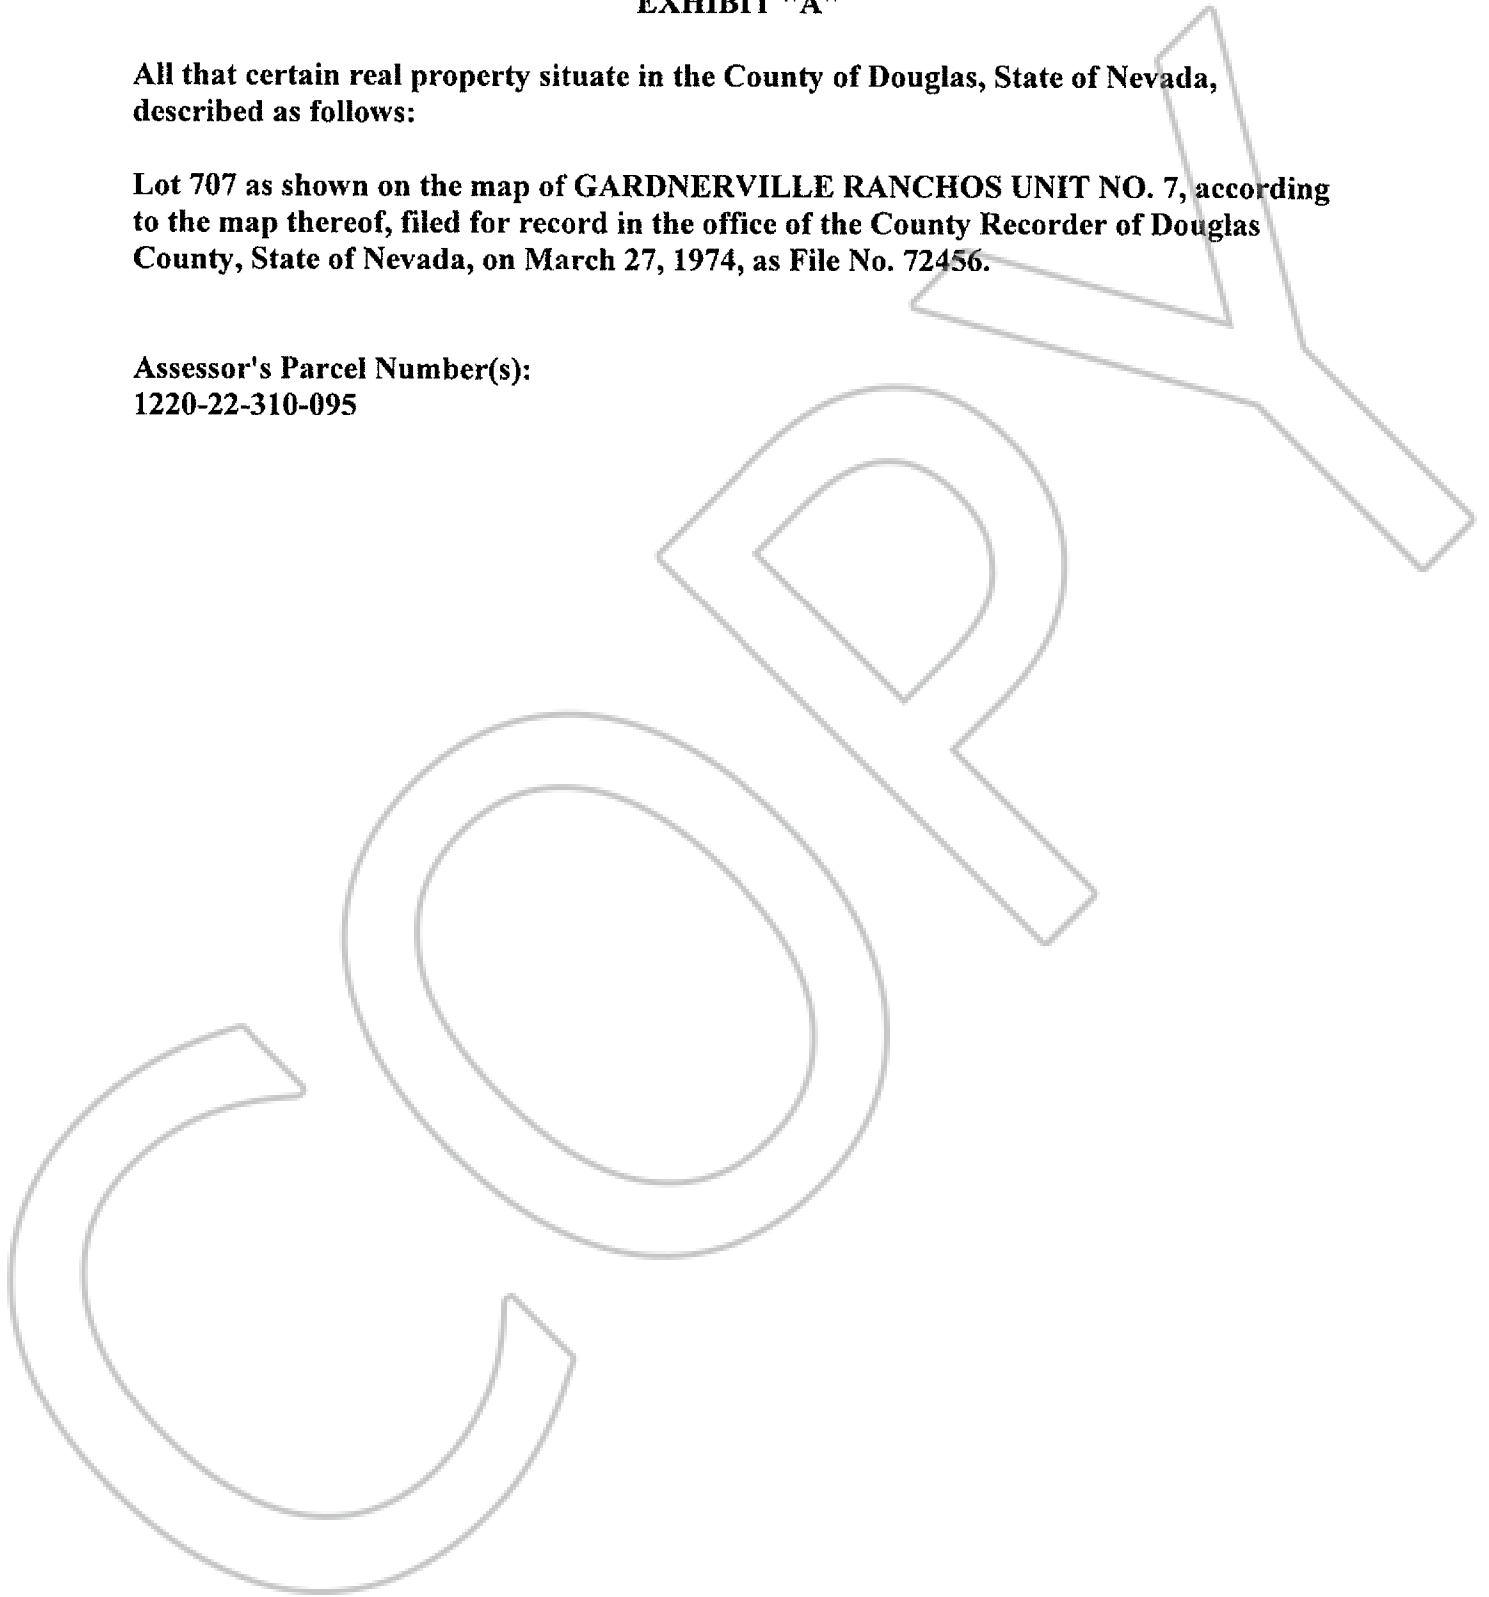 EXHIBIT "A"
All that certain real property situate in the County of Douglas, State of Nevada,
described as follows:
Lot 707 as shown on the map of GARDNERVILLE RANCHOS UNIT NO. 7, according
to the map thereof, filed for record in the office of the County Recorder of Douglas
County, State of Nevada, on March 27, 1974, as File No. 72456.
Assessor's Parcel Number(s):
1220-22-310-095
COPY